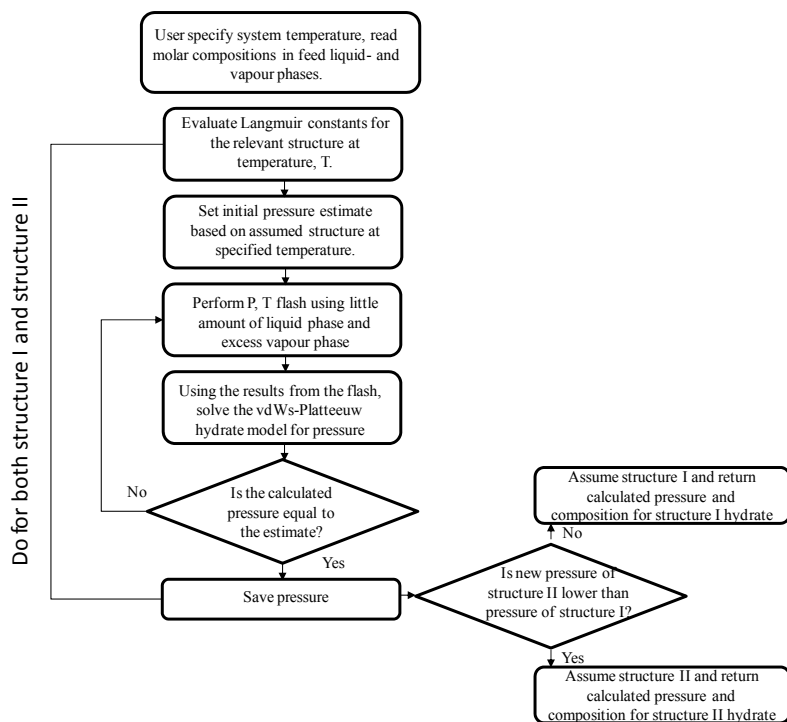 User specify system temperature, read
molar compositions in feed liquid- and
vapour phases.
Evaluate Langmuir constants for
the relevant structure at
temperature, T.
Set initial pressure estimate
based on assumed structure at
specified temperature.
Perform P, T flash using little
amount of liquid phase and
excess vapour phase
Using the results from the flash,
solve the vdWs-Platteeuw
hydrate model for pressure
Is the calculated
pressure equal to
the estimate?
No
Yes
Save pressure
Do for both structure I and structure II
Is new pressure of
structure II lower than
pressure of structure I?
No
Assume structure I and return
calculated pressure and
composition for structure I hydrate
Yes
Assume structure II and return
calculated pressure and
composition for structure II hydrate